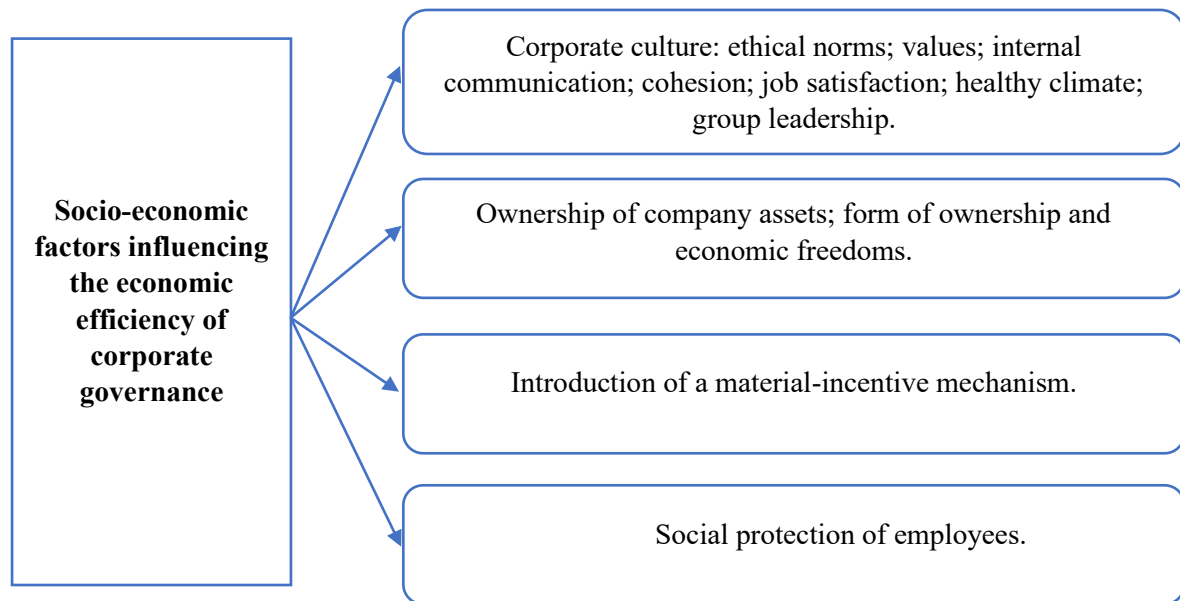 Socio-economic
factors influencing
the economic
efficiency of
corporate
governance
Corporate culture: ethical norms; values; internal
communication; cohesion; job satisfaction; healthy climate;
group leadership.
Ownership of company assets; form of ownership and
economic freedoms.
Introduction of a material-incentive mechanism.
Social protection of employees.